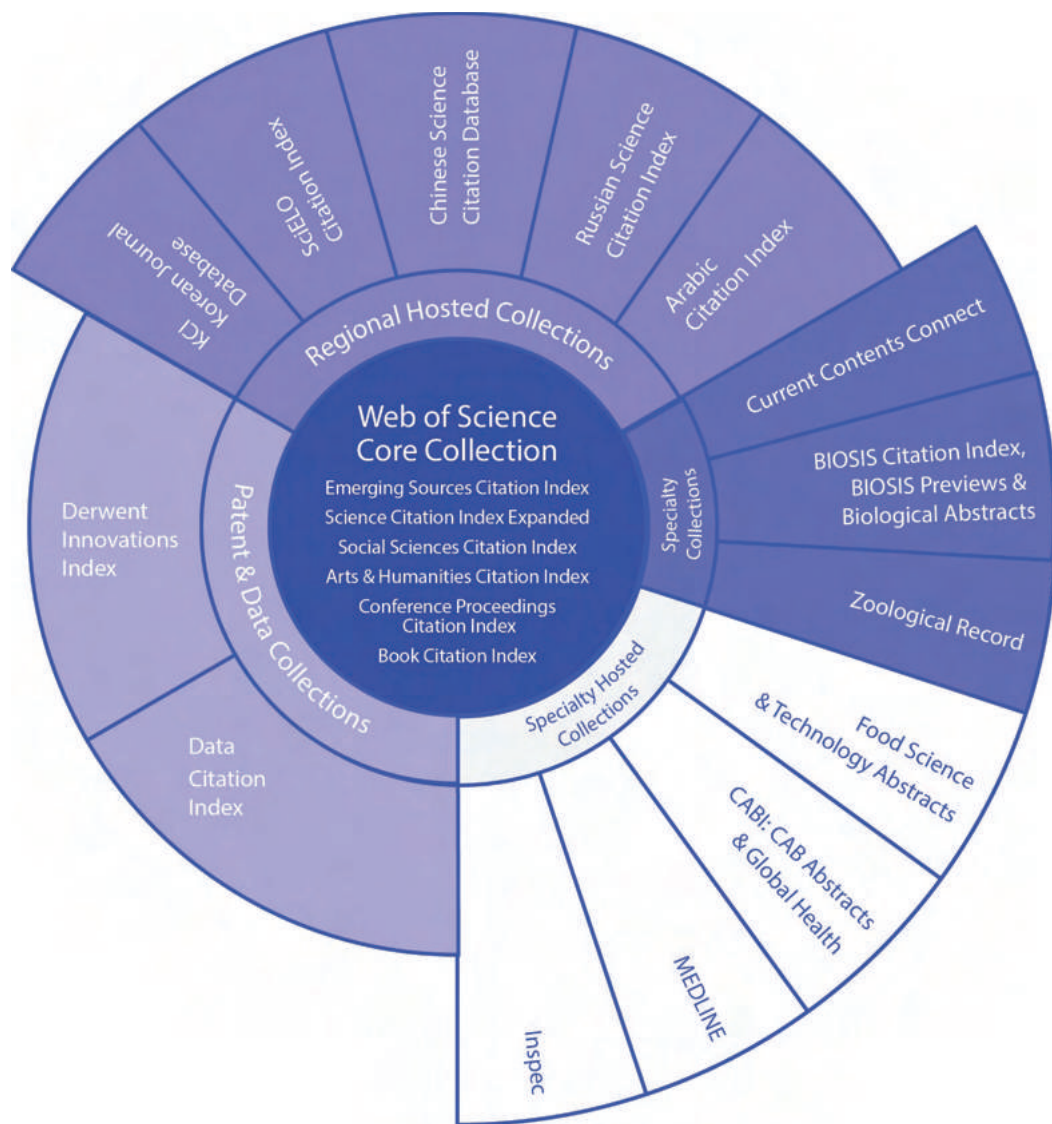 Web of Science
Core Collection
Emerging Sources Citation Index
Science Citation Index Expanded
Social Sciences Citation Index
Arts & Humanities Citation Index
Conference Proceedings
Citation Index
Book Citation Index
Regional Hosted Collections
KCI
Korean Journal
Database
SciELO
Citation Index
Chinese Science
Citation Database
Russian Science
Citation Index
Arabic
Citation Index
Specialty
Collections
Current Contents Connect
BIOSIS Citation Index,
BIOSIS Previews &
Biological Abstracts
Zoological Record
Specialty Hosted
Collections
Food Science
& Technology Abstracts
CABI: CAB Abstracts
& Global Health
MEDLINE
Inspec
Patent & Data Collections
Data
Citation
Index
Derwent
Innovations
Index